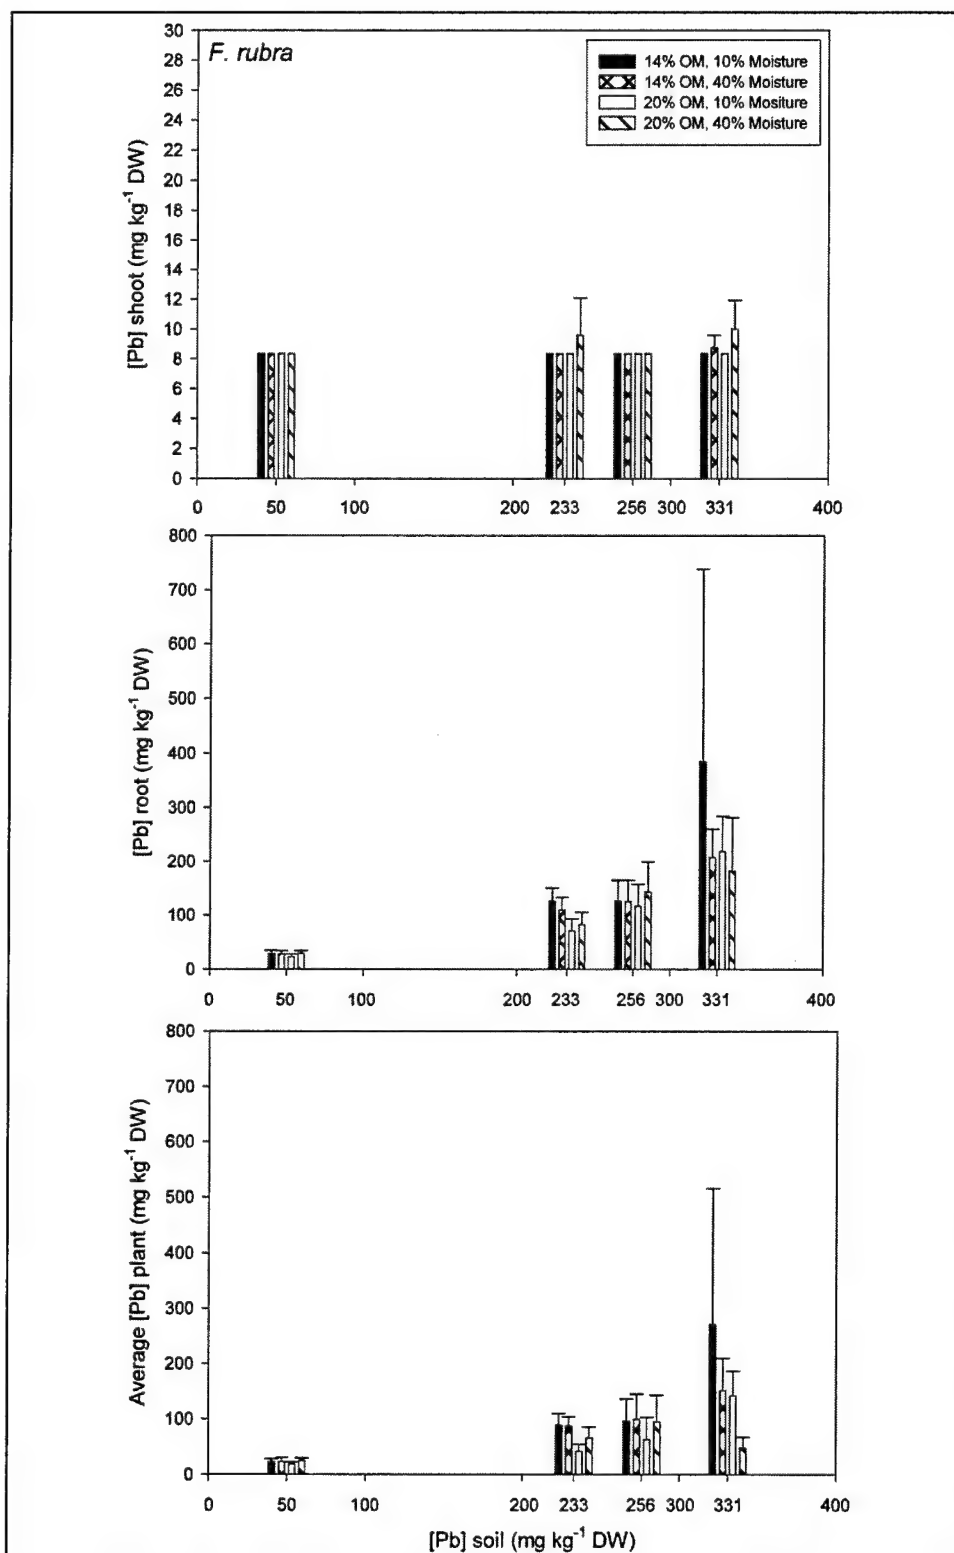 F. rubra
14% OM, 10% Moisture
14% OM, 40% Moisture
20% OM, 10% Mositure
20% OM, 40% Moisture
[Pb] shoot (mg kg⁻¹ DW)
30
28
26
24
22
20
18
16
14
12
10
8
6
4
2
0
0 50 100 200 233 256 300 331 400
[Pb] root (mg kg⁻¹ DW)
800
700
600
500
400
300
200
100
0
0 50 100 200 233 256 300 331 400
Average [Pb] plant (mg kg⁻¹ DW)
800
700
600
500
400
300
200
100
0
0 50 100 200 233 256 300 331 400
[Pb] soil (mg kg⁻¹ DW)